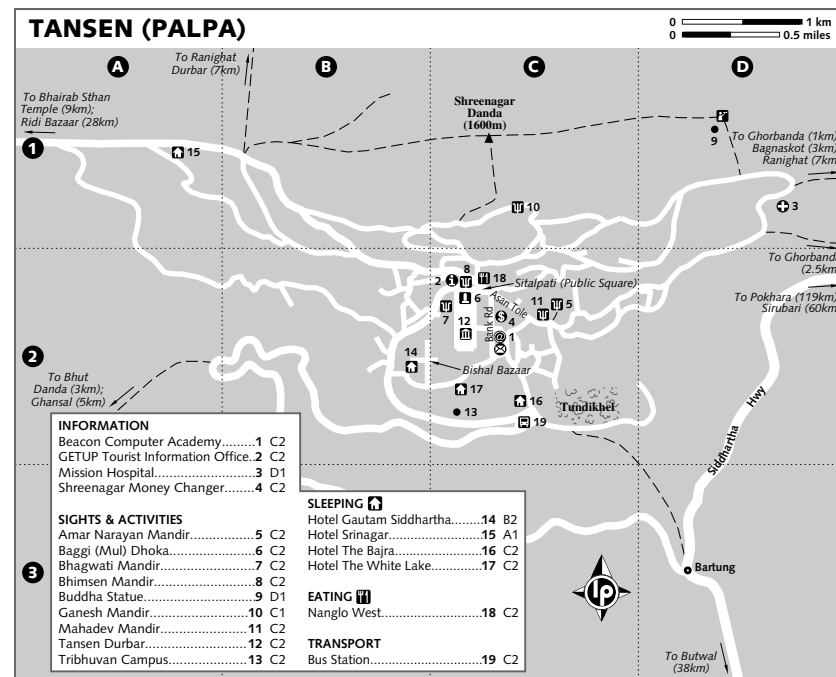 TANSEN (PALPA)
0 1 km
0 0.5 miles
A
B
C
D
To Ranighat
Durbar (7km)
To Bhairab Sthan
Temple (9km);
Ridi Bazaar (28km)
Shreenagar
Danda
(1600m)
9
To Ghorbanda (1km)
Bagnaskot (3km)
Ranighat (7km)
1
15
3
10
To Ghorbanda
(2.5km)
8
2
18
Sitalpati (Public Square)
6
Asan Tole
To Pokhara (119km)
Sirubari (60km)
11
5
7
12
Bank Rd
4
1
2
14
Bishal Bazaar
To Bhut
Danda (3km);
Ghansal (5km)
17
16
Tundikhel
13
19
Siddhartha Hwy
INFORMATION
Beacon Computer Academy.........1 C2
GETUP Tourist Information Office..2 C2
Mission Hospital.........................3 D1
Shreenagar Money Changer........4 C2
SIGHTS & ACTIVITIES
Amar Narayan Mandir.................5 C2
Baggi (Mul) Dhoka......................6 C2
Bhagwati Mandir........................7 C2
Bhimsen Mandir.........................8 C2
Buddha Statue...........................9 D1
Ganesh Mandir.........................10 C1
Mahadev Mandir......................11 C2
Tansen Durbar..........................12 C2
Tribhuvan Campus....................13 C2
SLEEPING
Hotel Gautam Siddhartha.......14 B2
Hotel Srinagar........................15 A1
Hotel The Bajra......................16 C2
Hotel The White Lake.............17 C2
EATING
Nanglo West..........................18 C2
TRANSPORT
Bus Station............................19 C2
3
lp
Bartung
To Butwal
(38km)